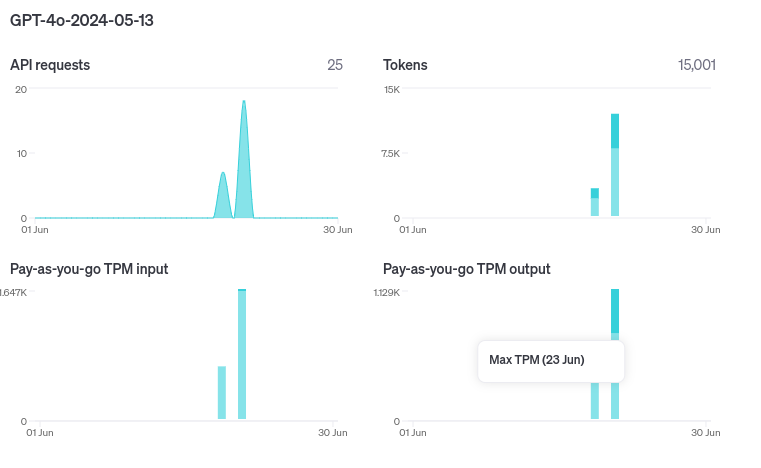 GPT-4o-2024-05-13
API requests 25
20
10
0
01 Jun 30 Jun
Tokens 15,001
15K
7.5K
0
01 Jun 30 Jun
Pay-as-you-go TPM input
1.647K
0
01 Jun 30 Jun
Pay-as-you-go TPM output
1.129K
Max TPM (23 Jun)
0
01 Jun 30 Jun